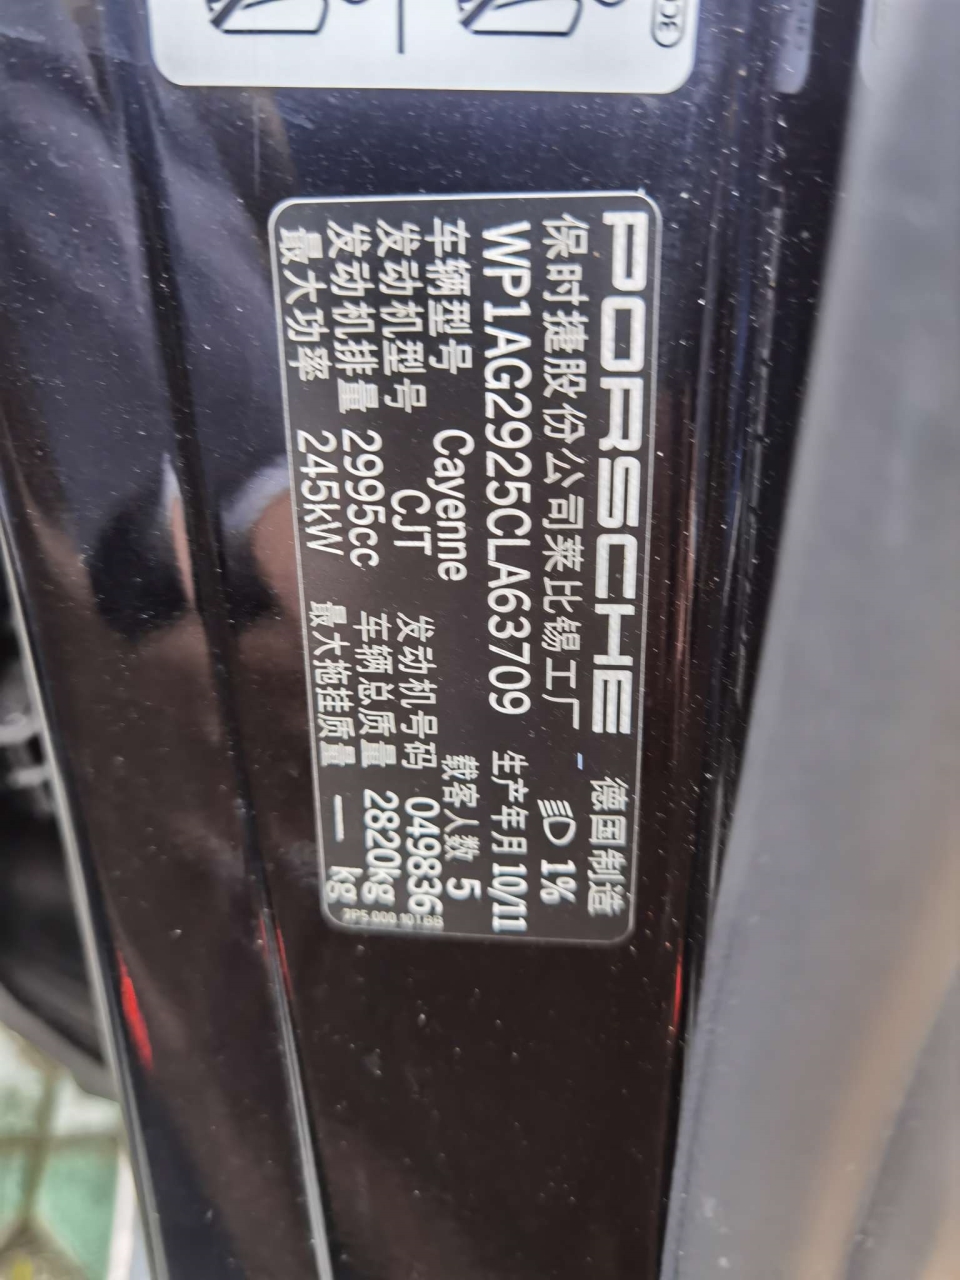 PORSCHE 德国制造
保时捷股份公司莱比锡工厂 - 1%
WP1AG2925CLA63709 生产年月 10/11
车辆型号 Cayenne 载客人数 5
发动机型号 CJT 发动机号码 049836
发动机排量 2995cc 车辆总质量 2820kg
最大功率 245kW 最大拖挂质量 — kg
7P5.000.101BB